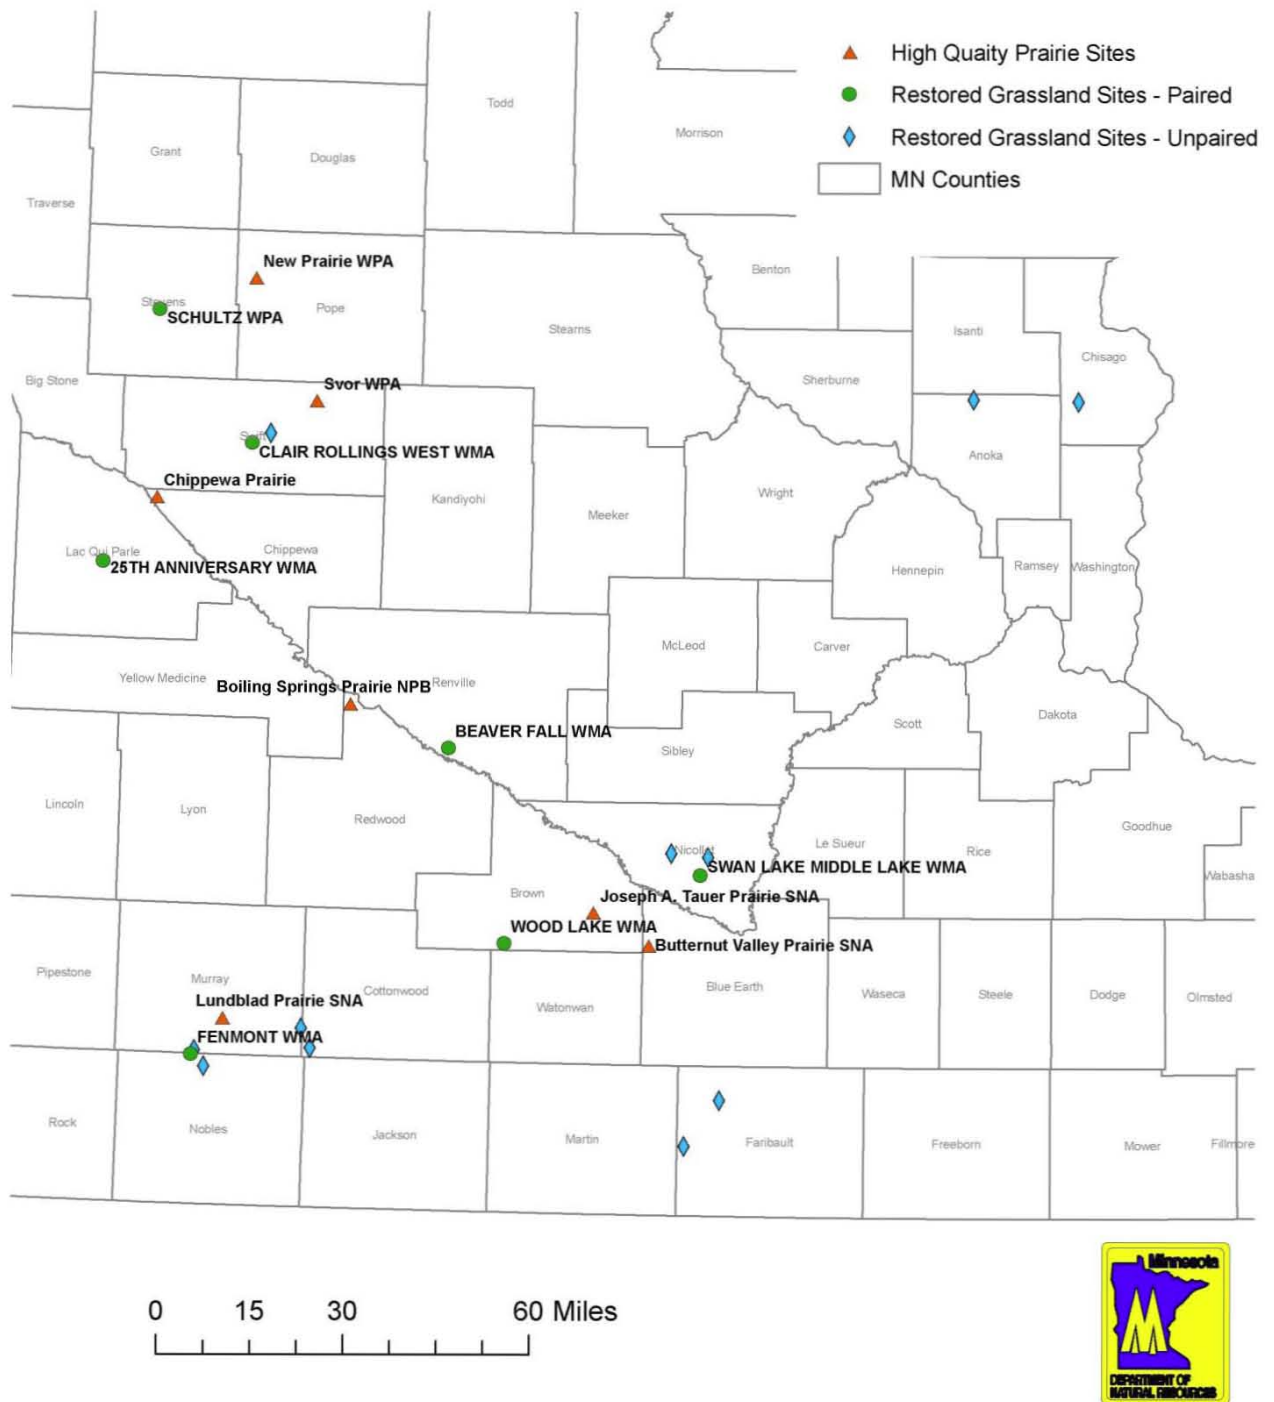 High Quaity Prairie Sites
Restored Grassland Sites - Paired
Restored Grassland Sites - Unpaired
MN Counties
Todd
Morrison
Grant
Douglas
Traverse
Benton
New Prairie WPA
Stevens
SCHULTZ WPA
Pope
Stearns
Isanti
Chisago
Big Stone
Svor WPA
Sherburne
Swift
CLAIR ROLLINGS WEST WMA
Anoka
Chippewa Prairie
Kandiyohi
Wright
Meeker
Lac Qui Parle
Chippewa
25TH ANNIVERSARY WMA
Hennepin
Ramsey
Washington
McLeod
Carver
Yellow Medicine
Boiling Springs Prairie NPB
Renville
BEAVER FALL WMA
Scott
Dakota
Sibley
Lincoln
Lyon
Redwood
Le Sueur
Goodhue
Nicollet
Rice
SWAN LAKE MIDDLE LAKE WMA
Wabasha
Brown
Joseph A. Tauer Prairie SNA
WOOD LAKE WMA
Butternut Valley Prairie SNA
Pipestone
Murray
Cottonwood
Blue Earth
Waseca
Steele
Dodge
Olmsted
Lundblad Prairie SNA
Watonwan
FENMONT WMA
Rock
Nobles
Jackson
Martin
Faribault
Freeborn
Mower
Fillmore
0 15 30 60 Miles
Minnesota
DEPARTMENT OF
NATURAL RESOURCES